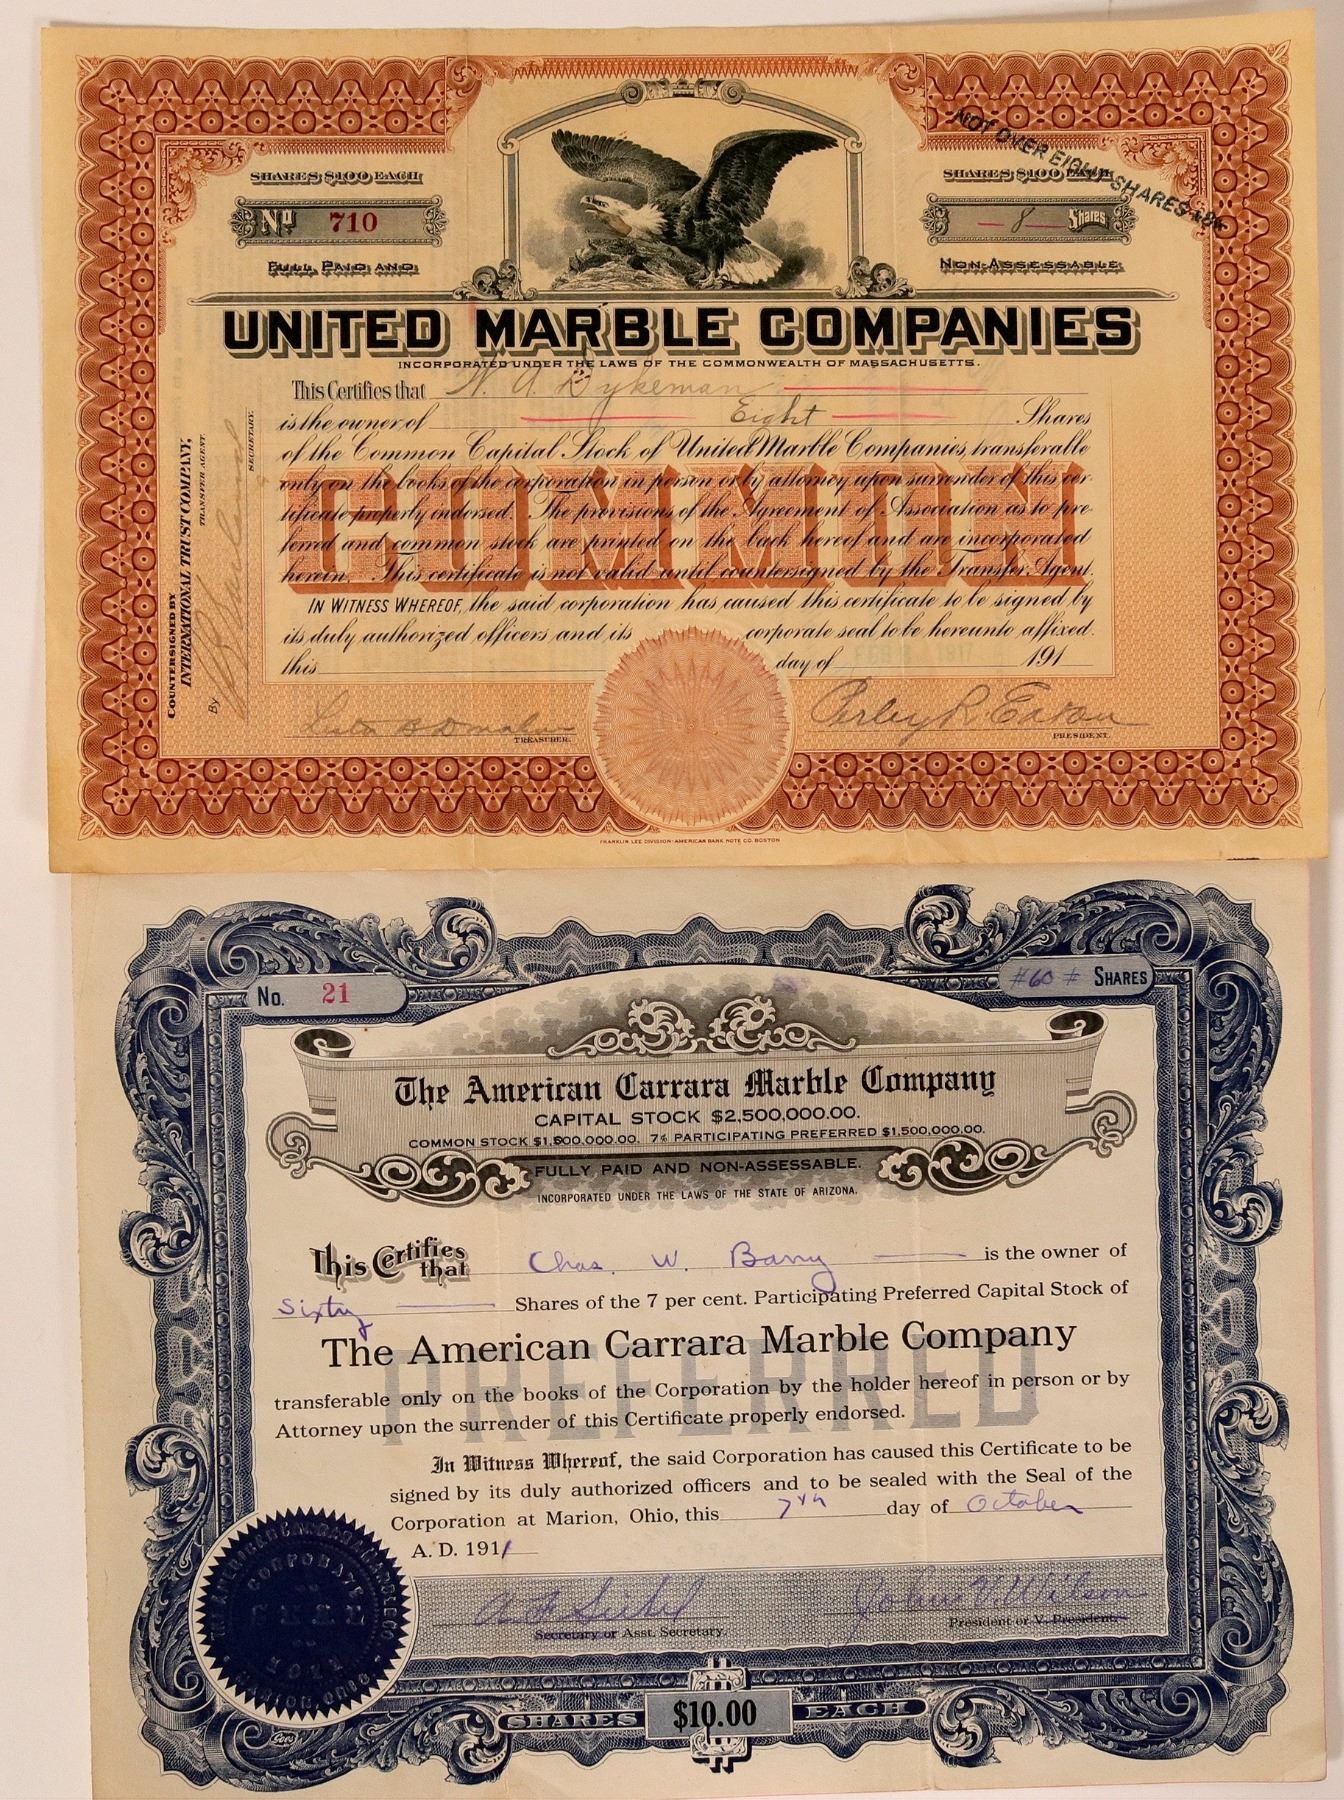 NOT OVER EIGHT SHARES
SHARES $100 EACH
SHARES $100 EACH
No 710
- 8 - Shares
FULL PAID AND
NON-ASSESSABLE
UNITED MARBLE COMPANIES
INCORPORATED UNDER THE LAWS OF THE COMMONWEALTH OF MASSACHUSETTS.
This Certifies that N. A. Dykeman
is the owner of Eight Shares
of the Common Capital Stock of United Marble Companies, transferable
only on the books of the corporation in person or by attorney upon surrender of this cer-
tificate properly endorsed. The provisions of the Agreement of Association as to pre-
ferred and common stock are printed on the back hereof and are incorporated
herein. This certificate is not valid until countersigned by the Transfer Agent.
COMMON
IN WITNESS WHEREOF, the said corporation has caused this certificate to be signed by
its duly authorized officers and its corporate seal to be hereunto affixed.
this day of 191
COUNTERSIGNED BY
INTERNATIONAL TRUST COMPANY,
TRANSFER AGENT.
By
SECRETARY.
TREASURER.
Perley R. Eaton
PRESIDENT.
FRANKLIN LEE DIVISION-AMERICAN BANK NOTE CO. BOSTON
No. 21
# 60 # SHARES
The American Carrara Marble Company
CAPITAL STOCK $2,500,000.00.
COMMON STOCK $1,000,000.00. 7% PARTICIPATING PREFERRED $1,500,000.00.
FULLY PAID AND NON-ASSESSABLE.
INCORPORATED UNDER THE LAWS OF THE STATE OF ARIZONA.
This Certifies that Chas. W. Barry is the owner of
Sixty Shares of the 7 per cent. Participating Preferred Capital Stock of
The American Carrara Marble Company
PREFERRED
transferable only on the books of the Corporation by the holder hereof in person or by
Attorney upon the surrender of this Certificate properly endorsed.
In Witness Whereof, the said Corporation has caused this Certificate to be
signed by its duly authorized officers and to be sealed with the Seal of the
Corporation at Marion, Ohio, this 7th day of October
A. D. 1911
A F Seitel
John V. Wilson
Secretary or Asst. Secretary.
President or V. President.
THE AMERICAN CARRARA MARBLE CO.
CORPORATE
SEAL
1911
MARION, OHIO
Goes
SHARES $10.00 EACH